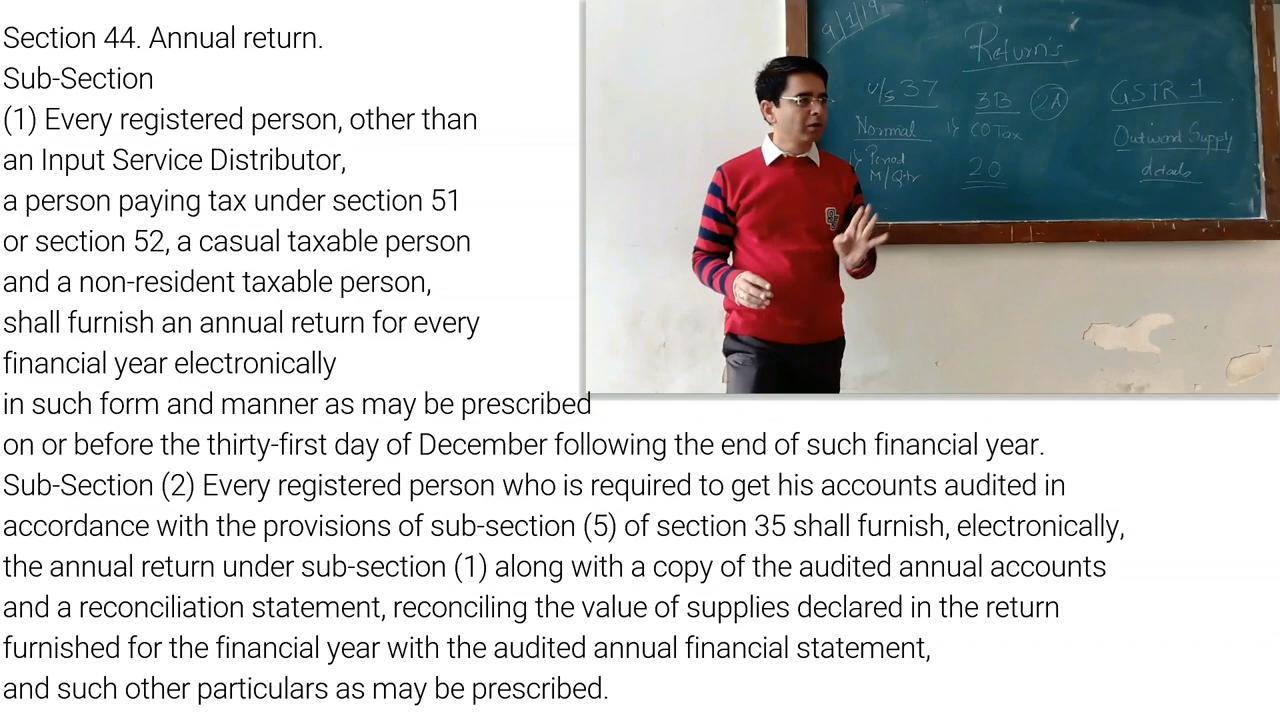 Section 44. Annual return.
Sub-Section
(1) Every registered person, other than
an Input Service Distributor,
a person paying tax under section 51
or section 52, a casual taxable person
and a non-resident taxable person,
shall furnish an annual return for every
financial year electronically
in such form and manner as may be prescribed
on or before the thirty-first day of December following the end of such financial year.
Sub-Section (2) Every registered person who is required to get his accounts audited in
accordance with the provisions of sub-section (5) of section 35 shall furnish, electronically,
the annual return under sub-section (1) along with a copy of the audited annual accounts
and a reconciliation statement, reconciling the value of supplies declared in the return
furnished for the financial year with the audited annual financial statement,
and such other particulars as may be prescribed.
9/1/19
Return's
u/s 37
Normal
Period
M/Qtr
3B 2A
CO Tax
20
GSTR 1
Outward Supply
details